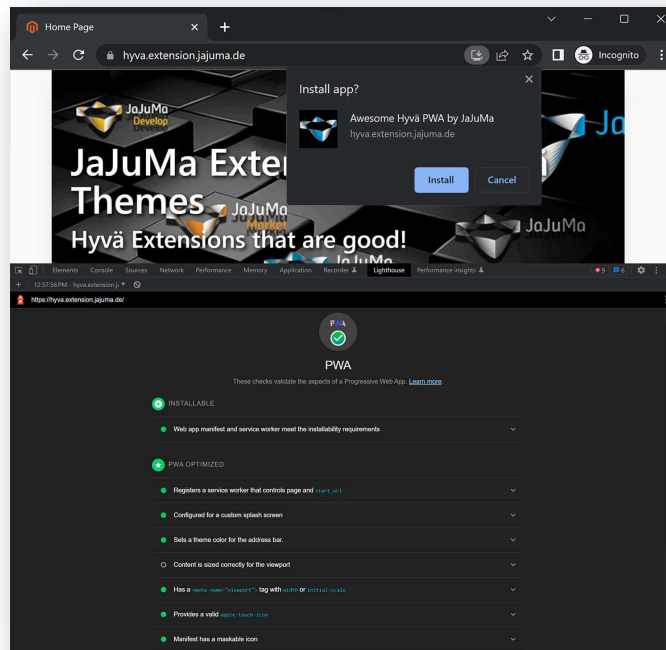 Home Page
hyva.extension.jajuma.de
Incognito
Install app?
Awesome Hyvä PWA by JaJuMa
hyva.extension.jajuma.de
Install
Cancel
JaJuMa
Develop
JaJuMa Exte
Themes
JaJuMa
Market
Hyvä Extensions that are good!
JaJuMa
Elements Console Sources Network Performance Memory Application Recorder Lighthouse Performance insights 9 6
12:57:56 PM - hyva.extension.j
https://hyva.extension.jajuma.de/
PWA
PWA
These checks validate the aspects of a Progressive Web App. Learn more.
INSTALLABLE
Web app manifest and service worker meet the installability requirements
PWA OPTIMIZED
Registers a service worker that controls page and start_url
Configured for a custom splash screen
Sets a theme color for the address bar.
Content is sized correctly for the viewport
Has a <meta name="viewport"> tag with width or initial-scale
Provides a valid apple-touch-icon
Manifest has a maskable icon